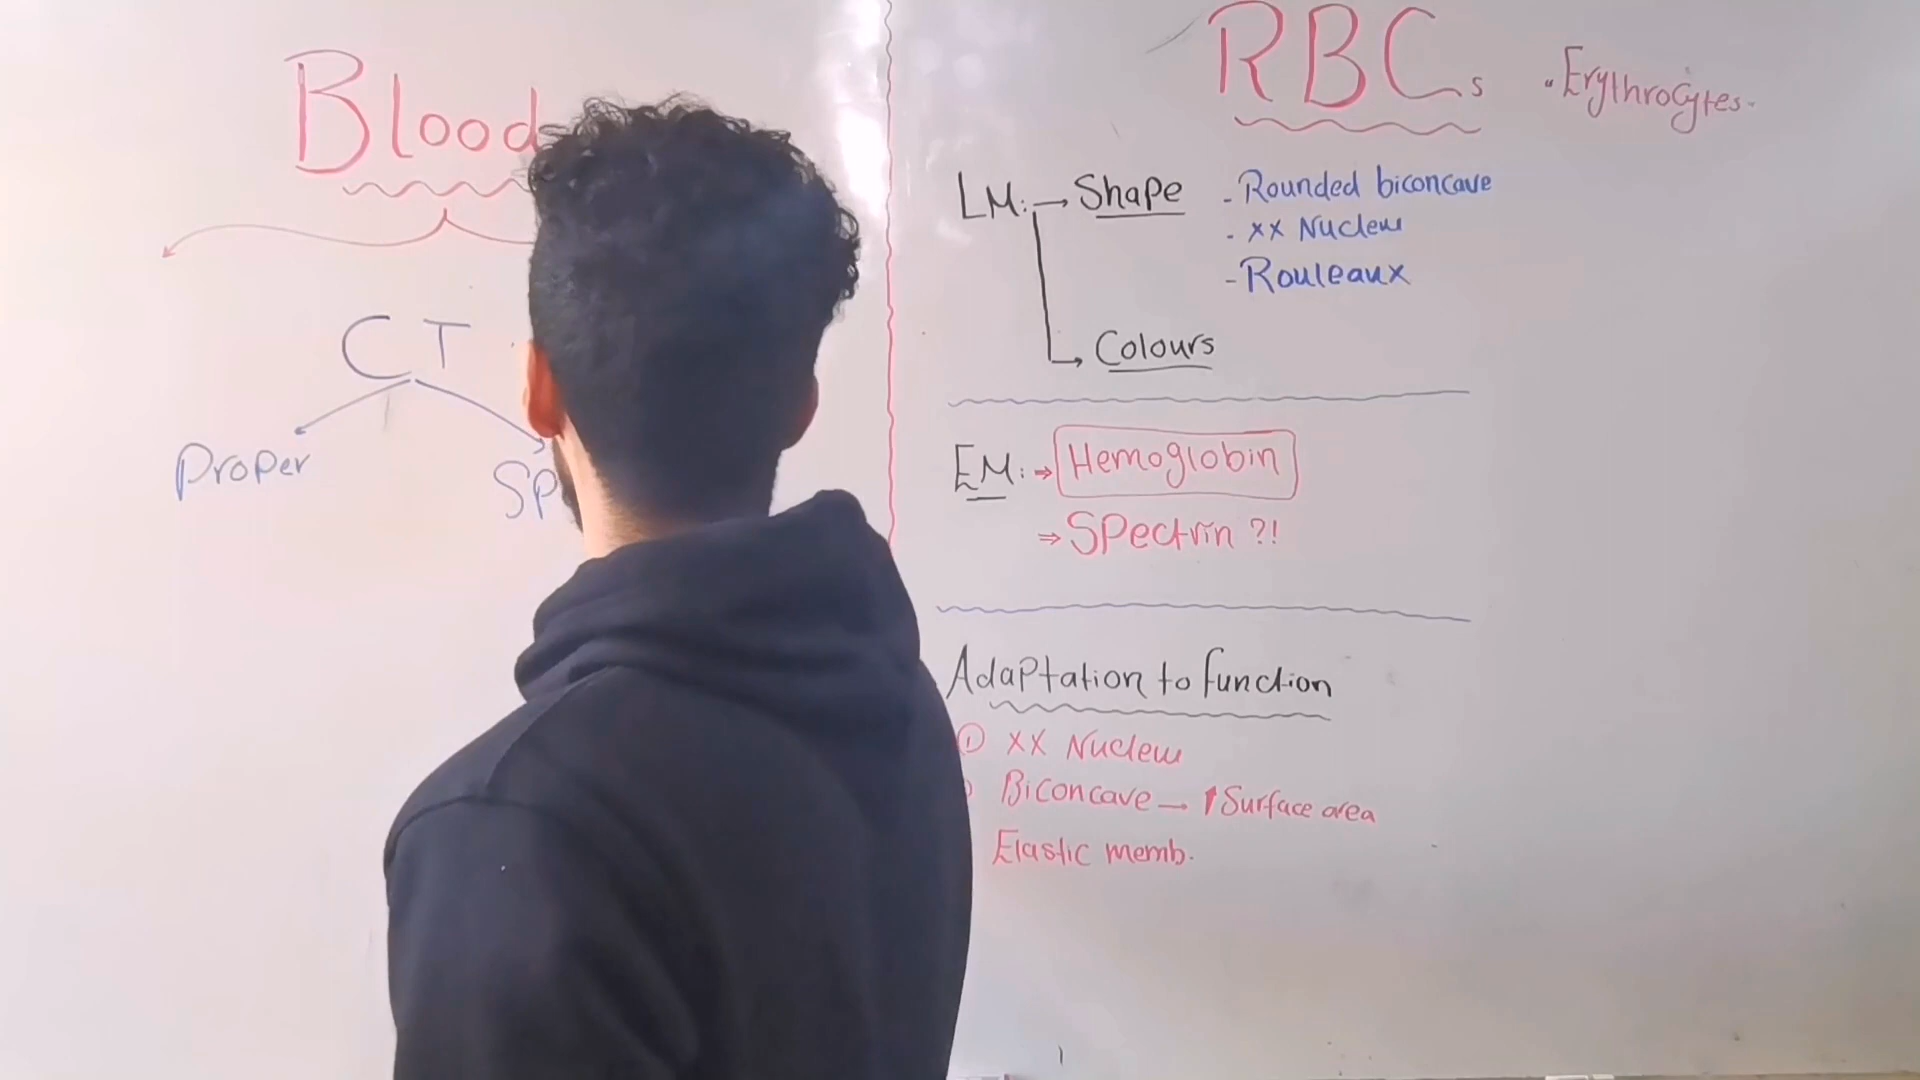 Blood
CT
Proper
RBCs "Erythrocytes"
LM: → Shape - Rounded biconcave
- xx Nucleus
- Rouleaux
→ Colours
EM: ⇒ Hemoglobin
⇒ Spectrin ?!
Adaptation to function
① xx Nucleus
Biconcave → ↑ Surface area
Elastic memb.